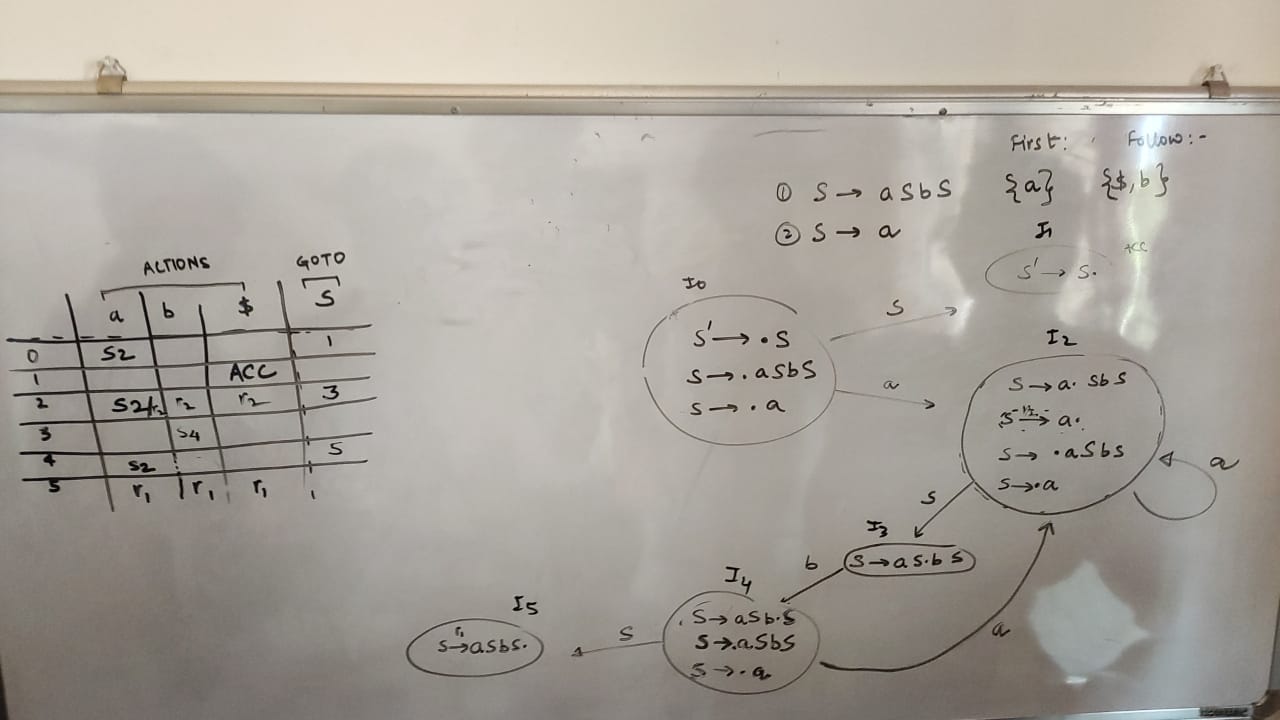 First: Follow:-
① S → aSbS {a} {$,b}
② S → a
ACTIONS GOTO
a b $ S
0 S2 1
1 ACC
2 S2/r2 r2 r2 3
3 S4
4 S2 5
5 r1 r1 r1
I0
S' → .S
S → .aSbS
S → .a
S
a
I1
S' → S.
ACC
I2
S → a.SbS
S → a.
S → .aSbS
S → .a
a
S
I3
S → aS.bS
b
I4
S → aSb.S
S → .aSbS
S → .a
a
S
I5
r1
S → aSbS.